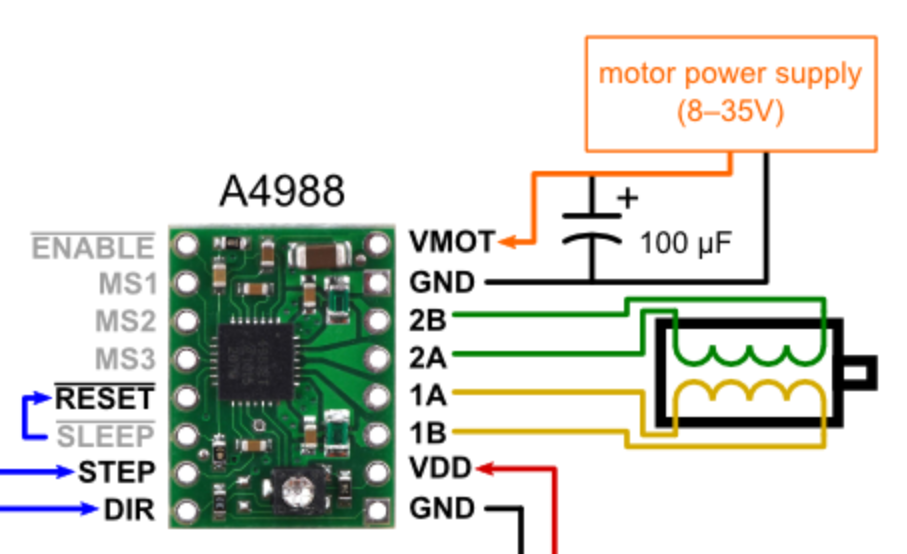 motor power supply
(8–35V)
A4988
+
100 µF
ENABLE
MS1
MS2
MS3
RESET
SLEEP
STEP
DIR
VMOT
GND
2B
2A
1A
1B
VDD
GND